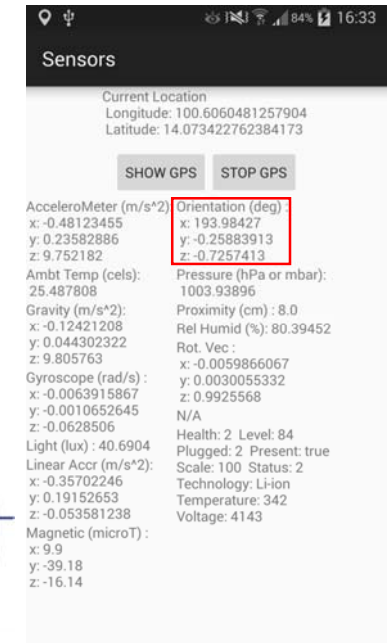 84% 16:33
Sensors
Current Location
Longitude: 100.6060481257904
Latitude: 14.073422762384173
SHOW GPS STOP GPS
AcceleroMeter (m/s^2):
x: -0.48123455
y: 0.23582886
z: 9.752182
Ambt Temp (cels):
25.487808
Gravity (m/s^2):
x: -0.12421208
y: 0.044302322
z: 9.805763
Gyroscope (rad/s) :
x: -0.0063915867
y: -0.0010652645
z: -0.0628506
Light (lux) : 40.6904
Linear Accr (m/s^2):
x: -0.35702246
y: 0.19152653
z: -0.053581238
Magnetic (microT) :
x: 9.9
y: -39.18
z: -16.14
Orientation (deg) :
x: 193.98427
y: -0.25883913
z: -0.7257413
Pressure (hPa or mbar):
1003.93896
Proximity (cm) : 8.0
Rel Humid (%): 80.39452
Rot. Vec :
x: -0.0059866067
y: 0.0030055332
z: 0.9925568
N/A
Health: 2 Level: 84
Plugged: 2 Present: true
Scale: 100 Status: 2
Technology: Li-ion
Temperature: 342
Voltage: 4143